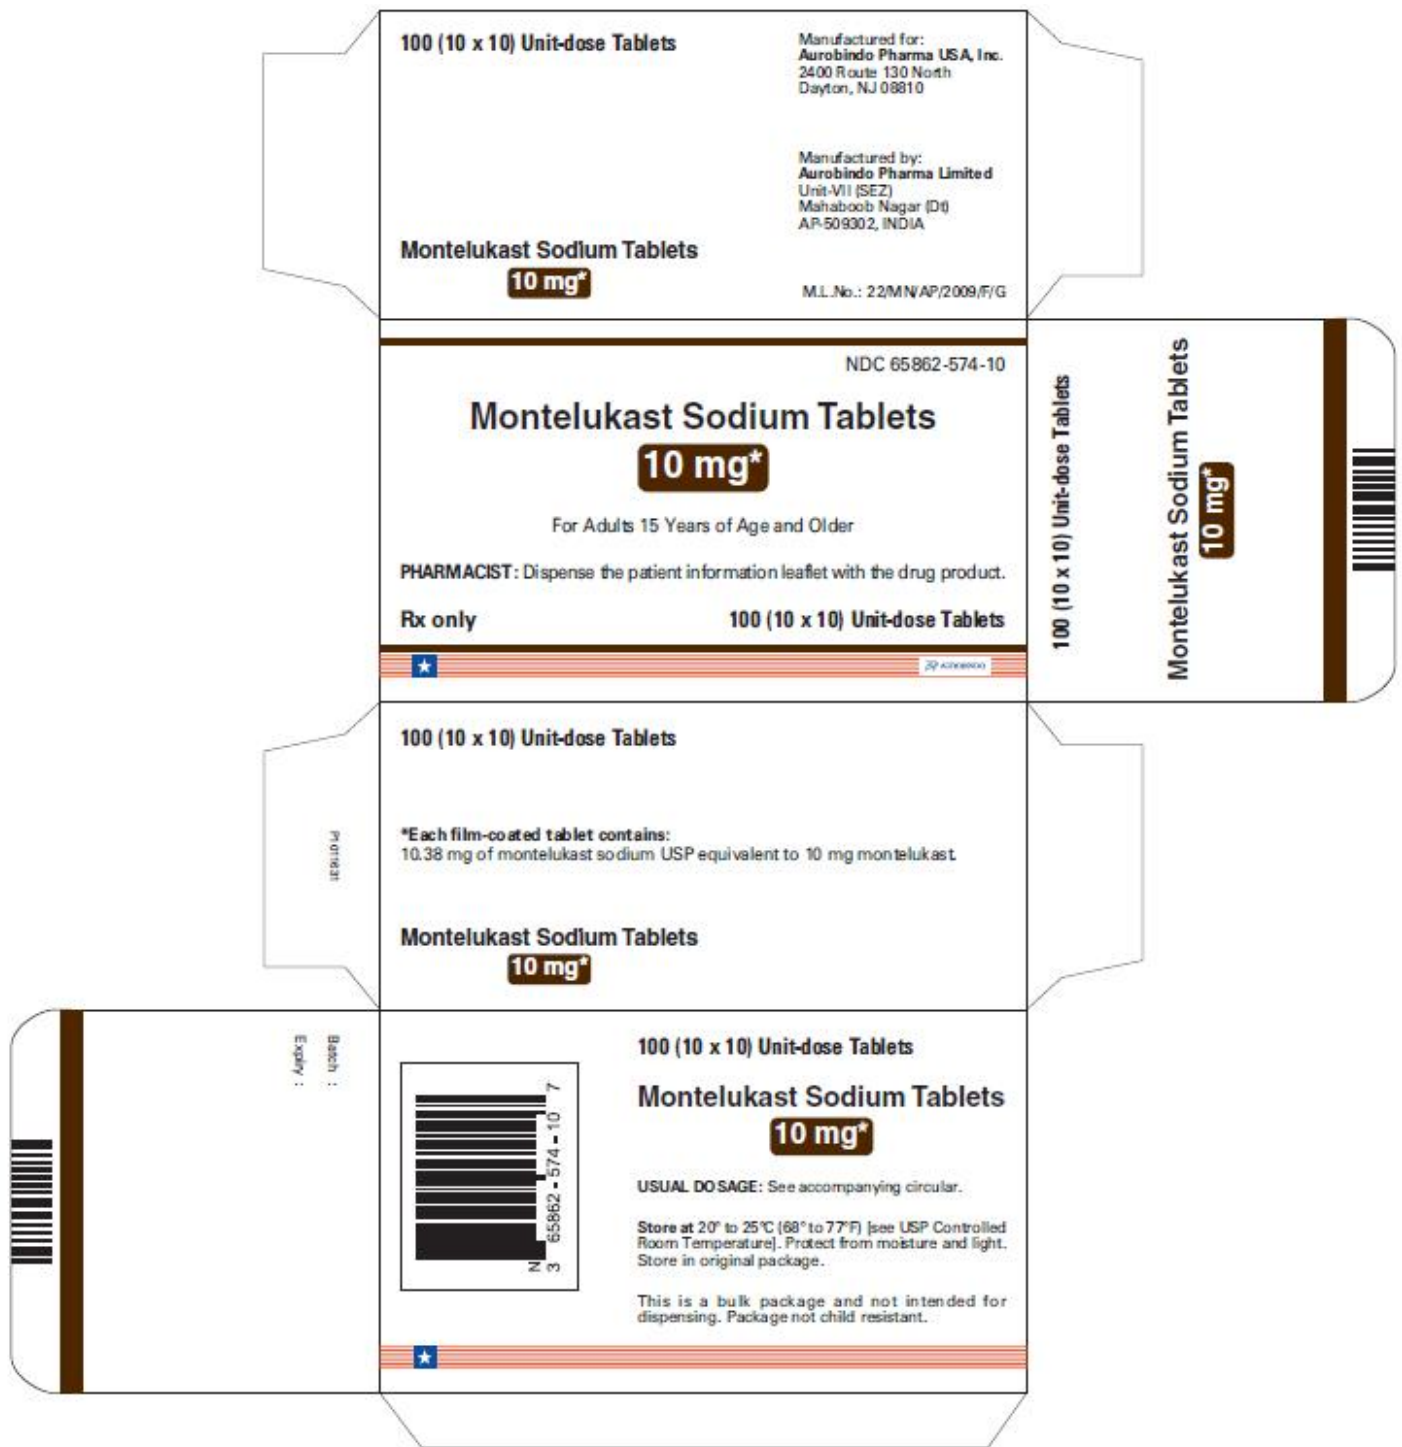 100 (10 x 10) Unit-dose Tablets
Manufactured for:
Aurobindo Pharma USA, Inc.
2400 Route 130 North
Dayton, NJ 08810
Manufactured by:
Aurobindo Pharma Limited
Unit-VII (SEZ)
Mahaboob Nagar (Dt)
AP-509302, INDIA
Montelukast Sodium Tablets
10 mg*
M.L.No.: 22/MN/AP/2009/F/G
NDC 65862-574-10
Montelukast Sodium Tablets
10 mg*
For Adults 15 Years of Age and Older
PHARMACIST: Dispense the patient information leaflet with the drug product.
Rx only
100 (10 x 10) Unit-dose Tablets
AUROBINDO
100 (10 x 10) Unit-dose Tablets
Montelukast Sodium Tablets
10 mg*
100 (10 x 10) Unit-dose Tablets
*Each film-coated tablet contains:
10.38 mg of montelukast sodium USP equivalent to 10 mg montelukast.
Montelukast Sodium Tablets
10 mg*
P1011631
Batch :
Expiry :
N
3 65862-574-10 7
100 (10 x 10) Unit-dose Tablets
Montelukast Sodium Tablets
10 mg*
USUAL DOSAGE: See accompanying circular.
Store at 20° to 25°C (68° to 77°F) [see USP Controlled
Room Temperature]. Protect from moisture and light.
Store in original package.
This is a bulk package and not intended for
dispensing. Package not child resistant.